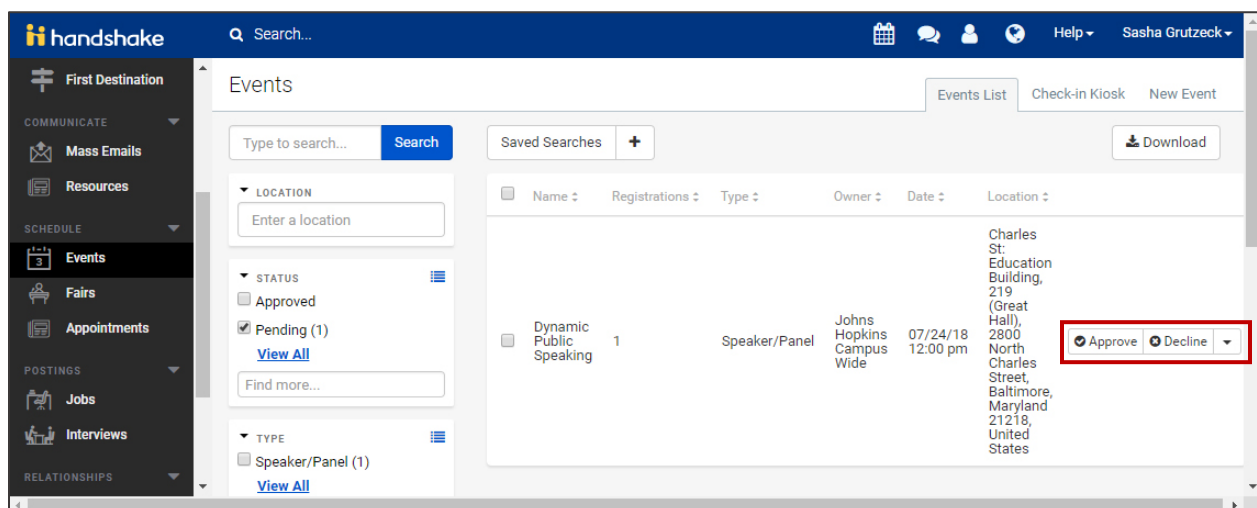 handshake
Search...
Help
Sasha Grutzeck
First Destination
COMMUNICATE
Mass Emails
Resources
SCHEDULE
3
Events
Fairs
Appointments
POSTINGS
Jobs
Interviews
RELATIONSHIPS
Events
Events List
Check-in Kiosk
New Event
Type to search...
Search
LOCATION
Enter a location
STATUS
Approved
Pending (1)
View All
Find more...
TYPE
Speaker/Panel (1)
View All
Saved Searches
+
Download
Name
Registrations
Type
Owner
Date
Location
Dynamic
Public
Speaking
1
Speaker/Panel
Johns
Hopkins
Campus
Wide
07/24/18
12:00 pm
Charles
St:
Education
Building,
219
(Great
Hall),
2800
North
Charles
Street,
Baltimore,
Maryland
21218,
United
States
Approve
Decline